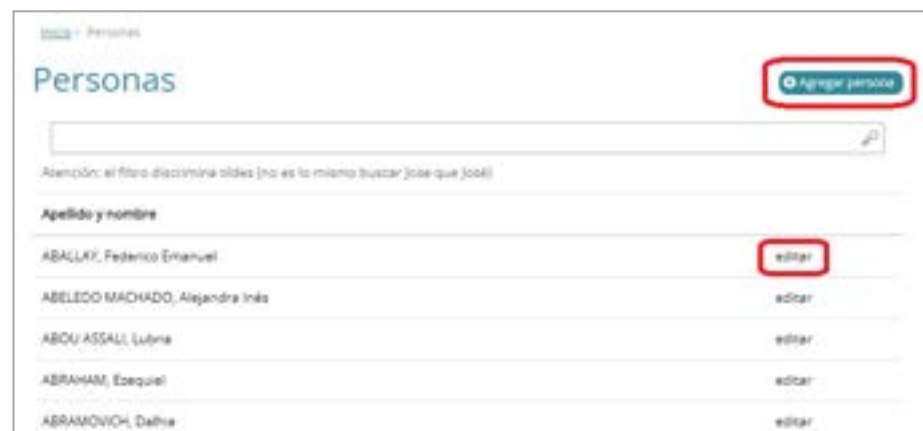 Inicio › Personas
Personas
Agregar persona
Atención: el filtro discrimina tildes (no es lo mismo buscar Jose que José)
Apellido y nombre
ABALLAY, Federico Emanuel editar
ABELEDO MACHADO, Alejandra Inés editar
ABOU ASSALI, Lubna editar
ABRAHAM, Ezequiel editar
ABRAMOVICH, Dalhia editar